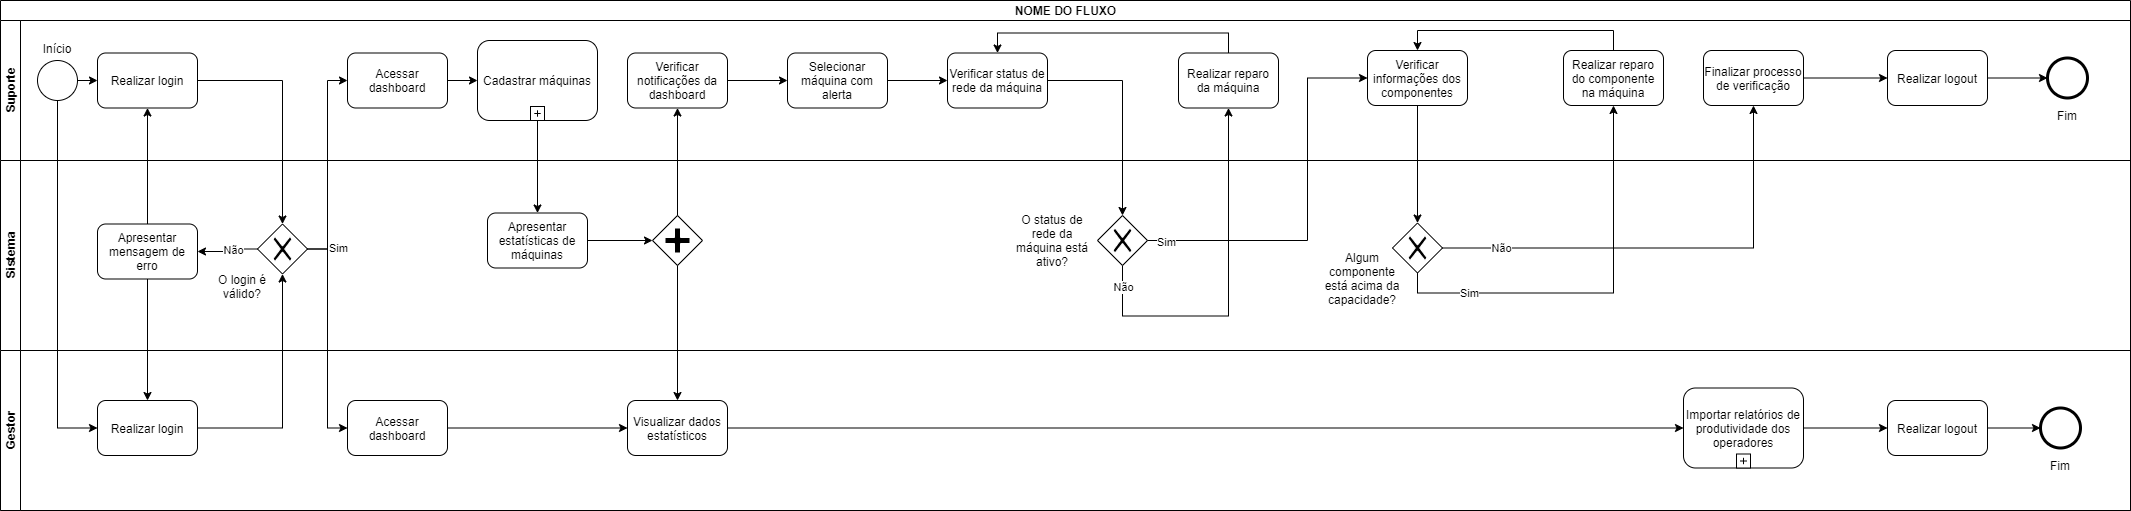 NOME DO FLUXO
Suporte
Início
Realizar login
Acessar
dashboard
Cadastrar máquinas
Verificar
notificações da
dashboard
Selecionar
máquina com
alerta
Verificar status de
rede da máquina
Realizar reparo
da máquina
Verificar
informações dos
componentes
Realizar reparo
do componente
na máquina
Finalizar processo
de verificação
Realizar logout
Fim
Sistema
Apresentar
mensagem de
erro
Não
O login é
válido?
Sim
Apresentar
estatísticas de
máquinas
O status de
rede da
máquina está
ativo?
Sim
Não
Algum
componente
está acima da
capacidade?
Não
Sim
Gestor
Realizar login
Acessar
dashboard
Visualizar dados
estatísticos
Importar relatórios de
produtividade dos
operadores
Realizar logout
Fim